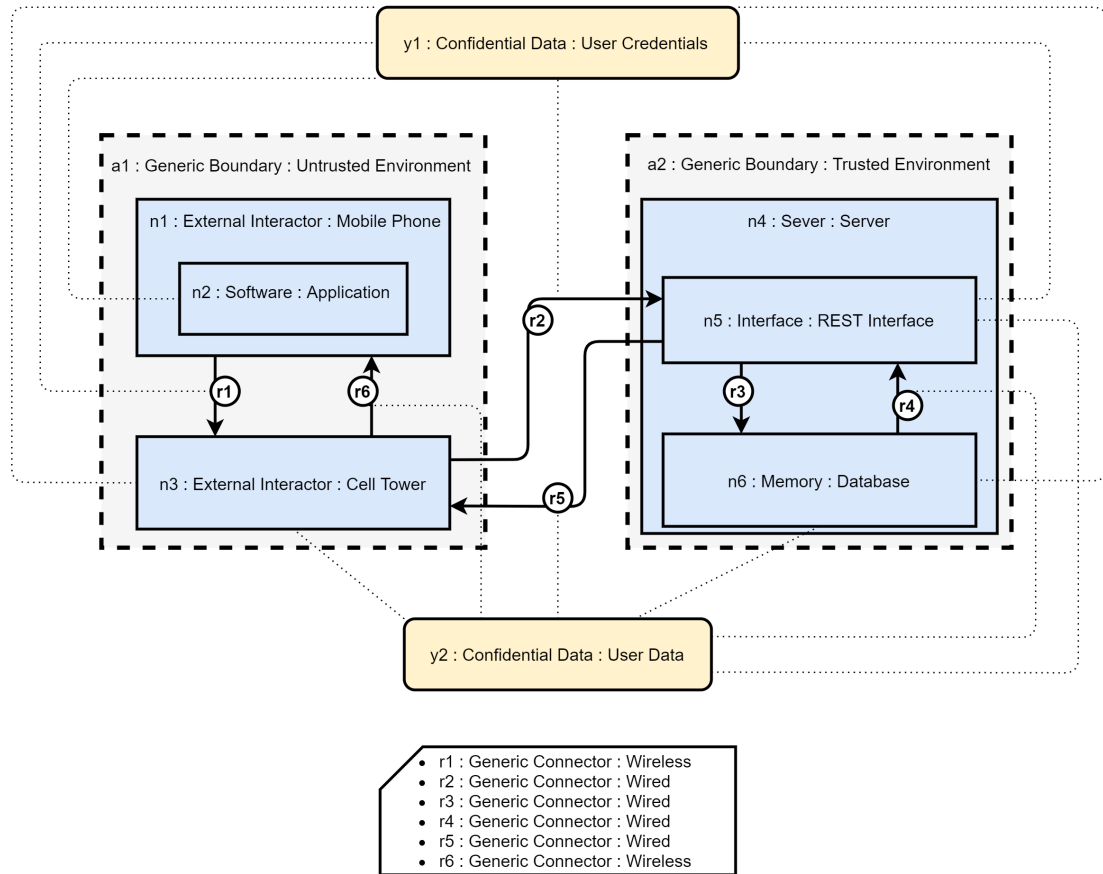 y1 : Confidential Data : User Credentials
a1 : Generic Boundary : Untrusted Environment
a2 : Generic Boundary : Trusted Environment
n1 : External Interactor : Mobile Phone
n4 : Sever : Server
n2 : Software : Application
r2
n5 : Interface : REST Interface
r1
r6
r3
r4
n3 : External Interactor : Cell Tower
r5
n6 : Memory : Database
y2 : Confidential Data : User Data
• r1 : Generic Connector : Wireless
• r2 : Generic Connector : Wired
• r3 : Generic Connector : Wired
• r4 : Generic Connector : Wired
• r5 : Generic Connector : Wired
• r6 : Generic Connector : Wireless